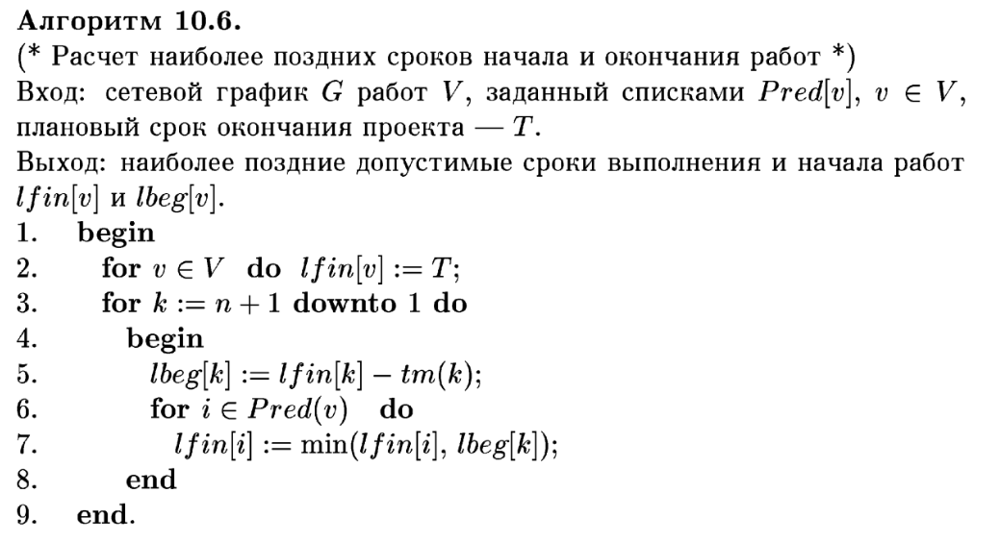 Алгоритм 10.6.
(* Расчет наиболее поздних сроков начала и окончания работ *)
Вход: сетевой график G работ V, заданный списками Pred[v], v ∈ V,
плановый срок окончания проекта — T.
Выход: наиболее поздние допустимые сроки выполнения и начала работ
lfin[v] и lbeg[v].
1. begin
2. for v ∈ V do lfin[v] := T;
3. for k := n + 1 downto 1 do
4. begin
5. lbeg[k] := lfin[k] − tm(k);
6. for i ∈ Pred(v) do
7. lfin[i] := min(lfin[i], lbeg[k]);
8. end
9. end.